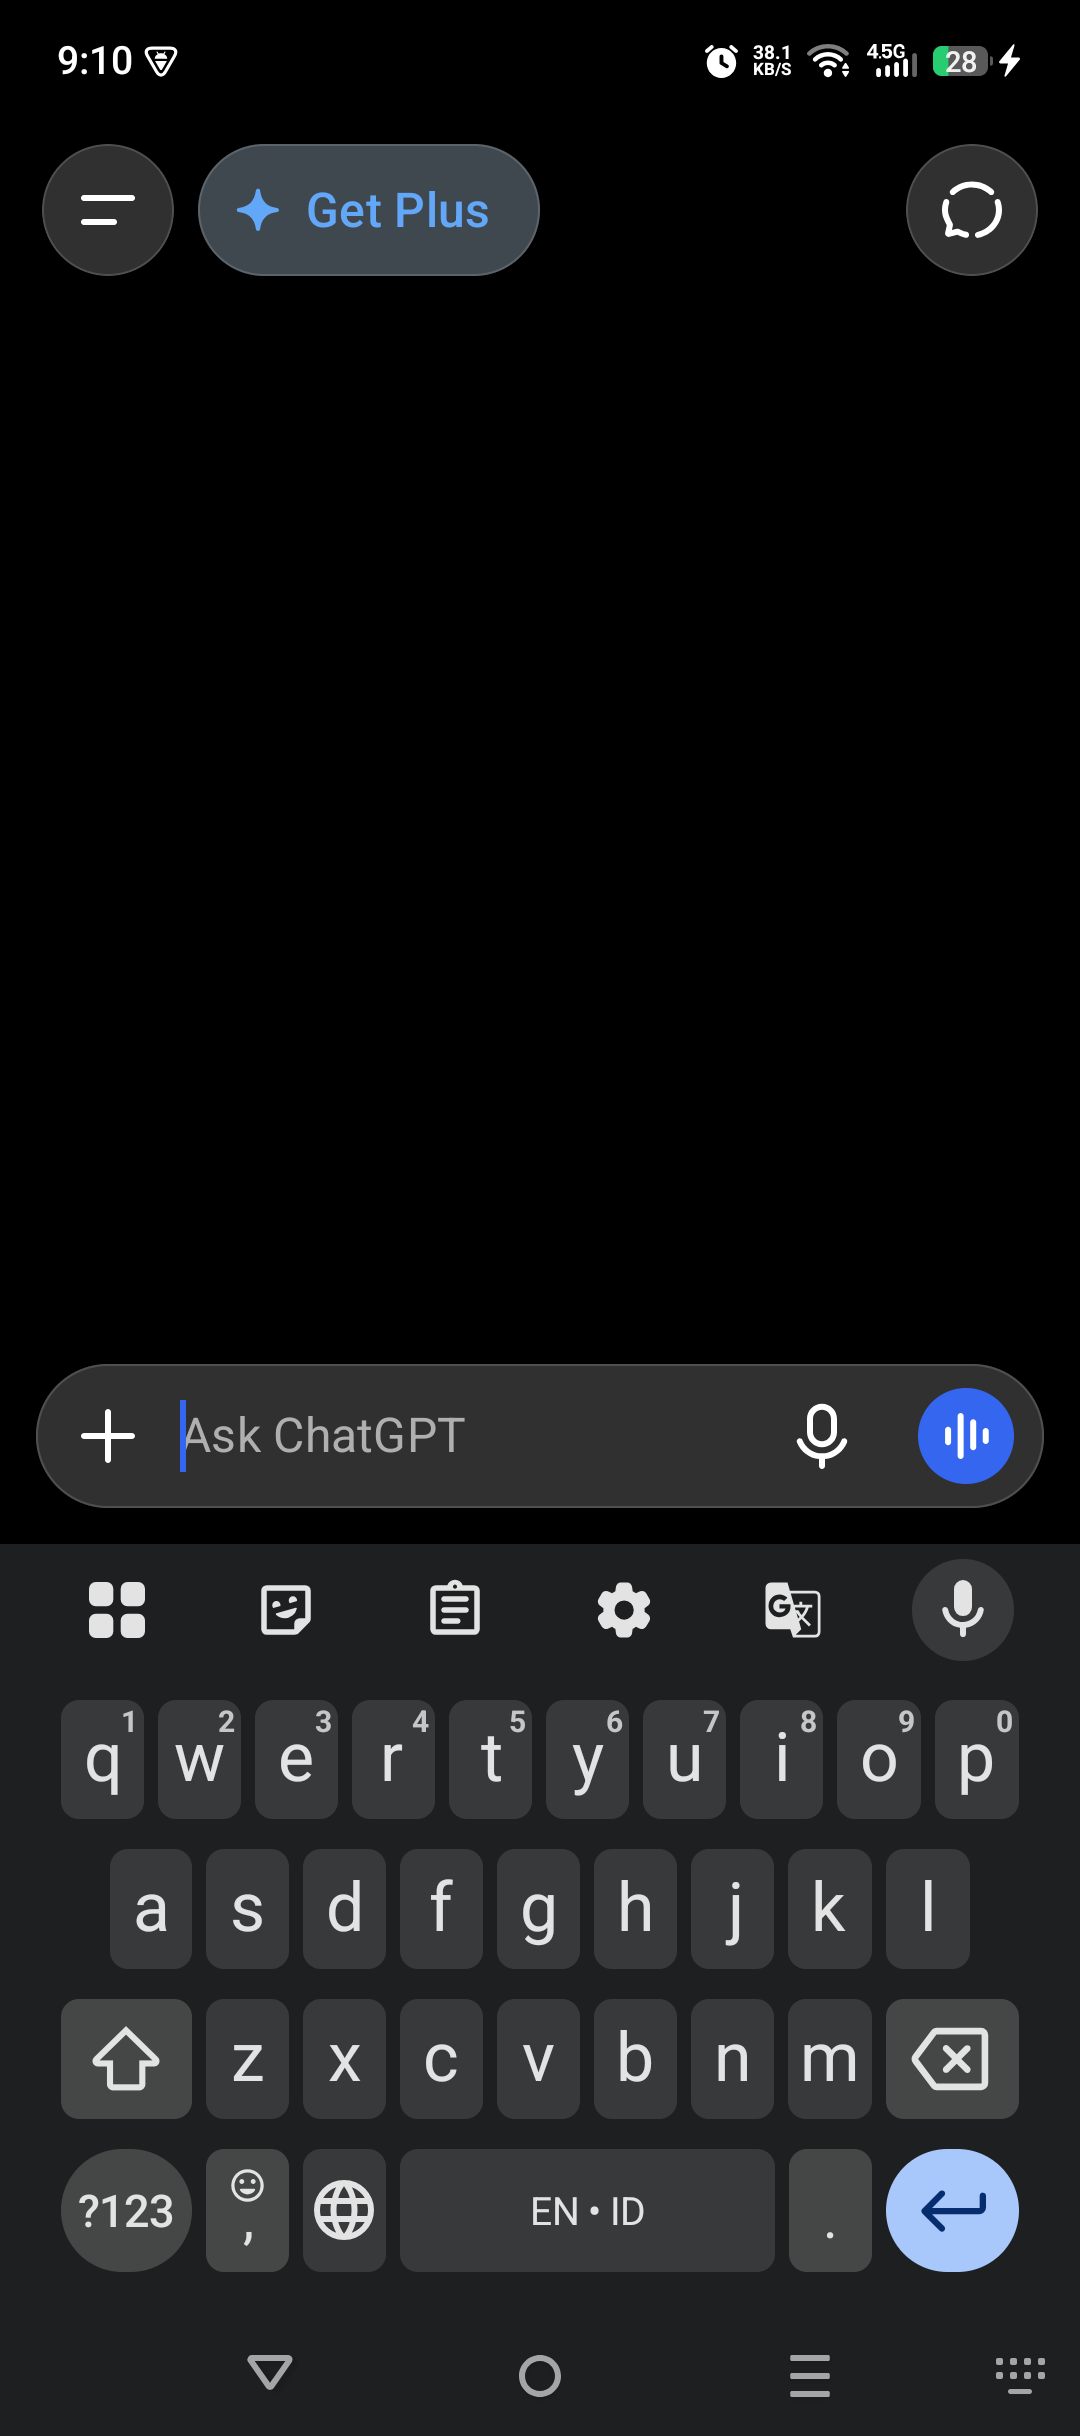 9:10 38.1 KB/S 4.5G 28
Get Plus
Ask ChatGPT
1 2 3 4 5 6 7 8 9 0
q w e r t y u i o p
a s d f g h j k l
z x c v b n m
?123 , EN • ID .